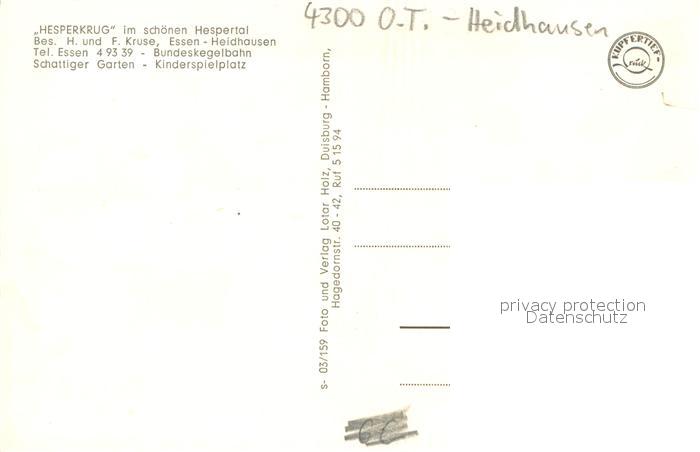 „HESPERKRUG" im schönen Hespertal
Bes. H. und F. Kruse, Essen - Heidhausen
Tel. Essen 4 93 39 - Bundeskegelbahn
Schattiger Garten - Kinderspielplatz
4300 O.T. - Heidhausen
KUPFERTIEF-
S- 03/159 Foto und Verlag Lotar Holz, Duisburg - Hamborn,
Hagedornstr. 40 - 42, Ruf 5 15 94
privacy protection
Datenschutz